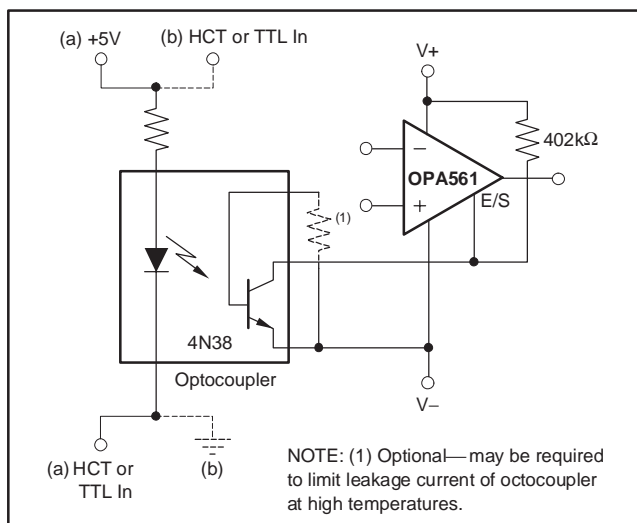 (a) +5V
(b) HCT or TTL In
V+
402kΩ
−
OPA561
+
E/S
(1)
4N38
Optocoupler
V−
(a) HCT or
TTL In
(b)
NOTE: (1) Optional—may be required
to limit leakage current of octocoupler
at high temperatures.